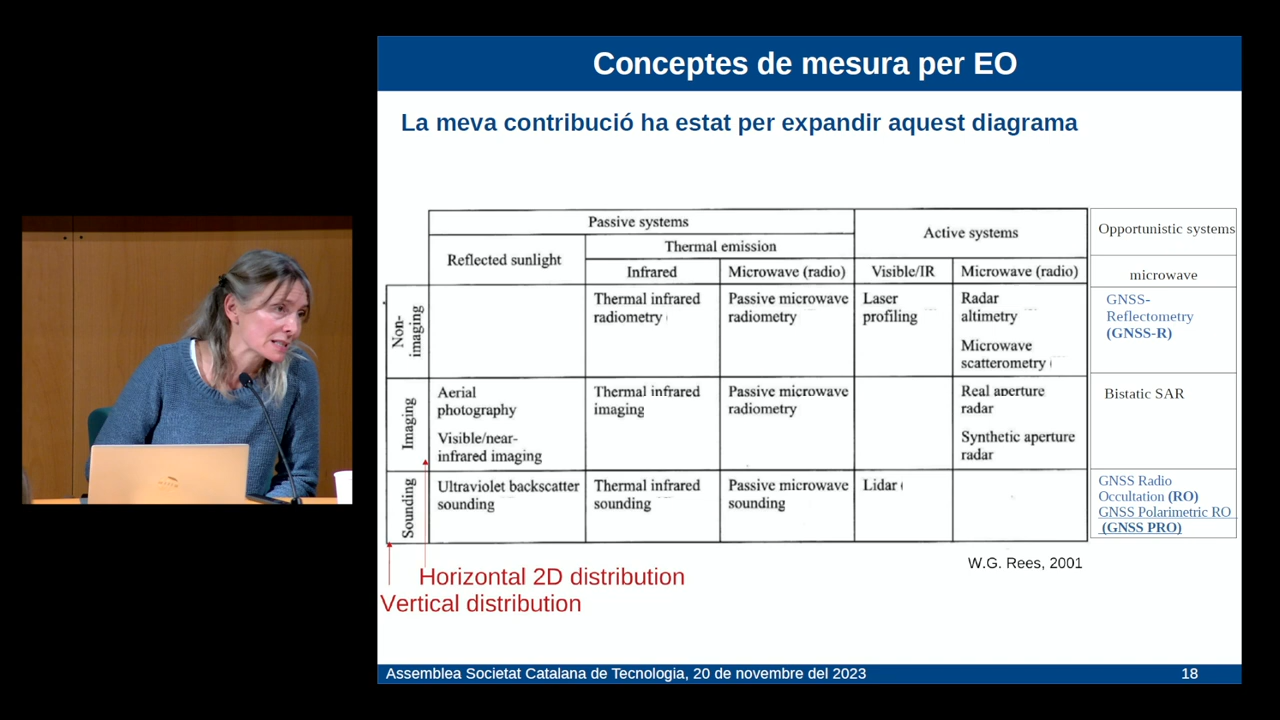 Conceptes de mesura per EO
La meva contribució ha estat per expandir aquest diagrama
Passive systems
Active systems
Opportunistic systems
Reflected sunlight
Thermal emission
Infrared
Microwave (radio)
Visible/IR
Microwave (radio)
microwave
Non-
imaging
Thermal infrared
radiometry
Passive microwave
radiometry
Laser
profiling
Radar
altimetry
Microwave
scatterometry
GNSS-
Reflectometry
(GNSS-R)
Imaging
Aerial
photography
Visible/near-
infrared imaging
Thermal infrared
imaging
Passive microwave
radiometry
Real aperture
radar
Synthetic aperture
radar
Bistatic SAR
Sounding
Ultraviolet backscatter
sounding
Thermal infrared
sounding
Passive microwave
sounding
Lidar
GNSS Radio
Occultation (RO)
GNSS Polarimetric RO
(GNSS PRO)
W.G. Rees, 2001
Horizontal 2D distribution
Vertical distribution
Assemblea Societat Catalana de Tecnologia, 20 de novembre del 2023
18